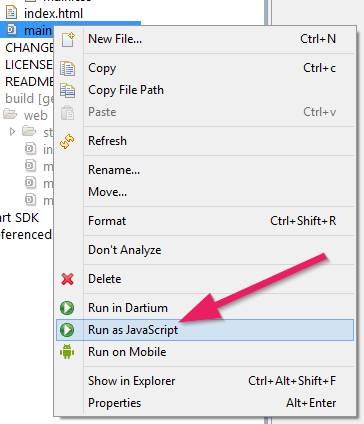 index.html
main
New File... Ctrl+N
CHANGE
Copy Ctrl+c
LICENSE
README
Copy File Path
build [ge
Paste Ctrl+v
web
st
Refresh
in
m
Rename...
m
Move...
m
Format Ctrl+Shift+R
art SDK
eferenced
Don't Analyze
Delete
Run in Dartium
Run as JavaScript
Run on Mobile
Show in Explorer Ctrl+Alt+Shift+F
Properties Alt+Enter